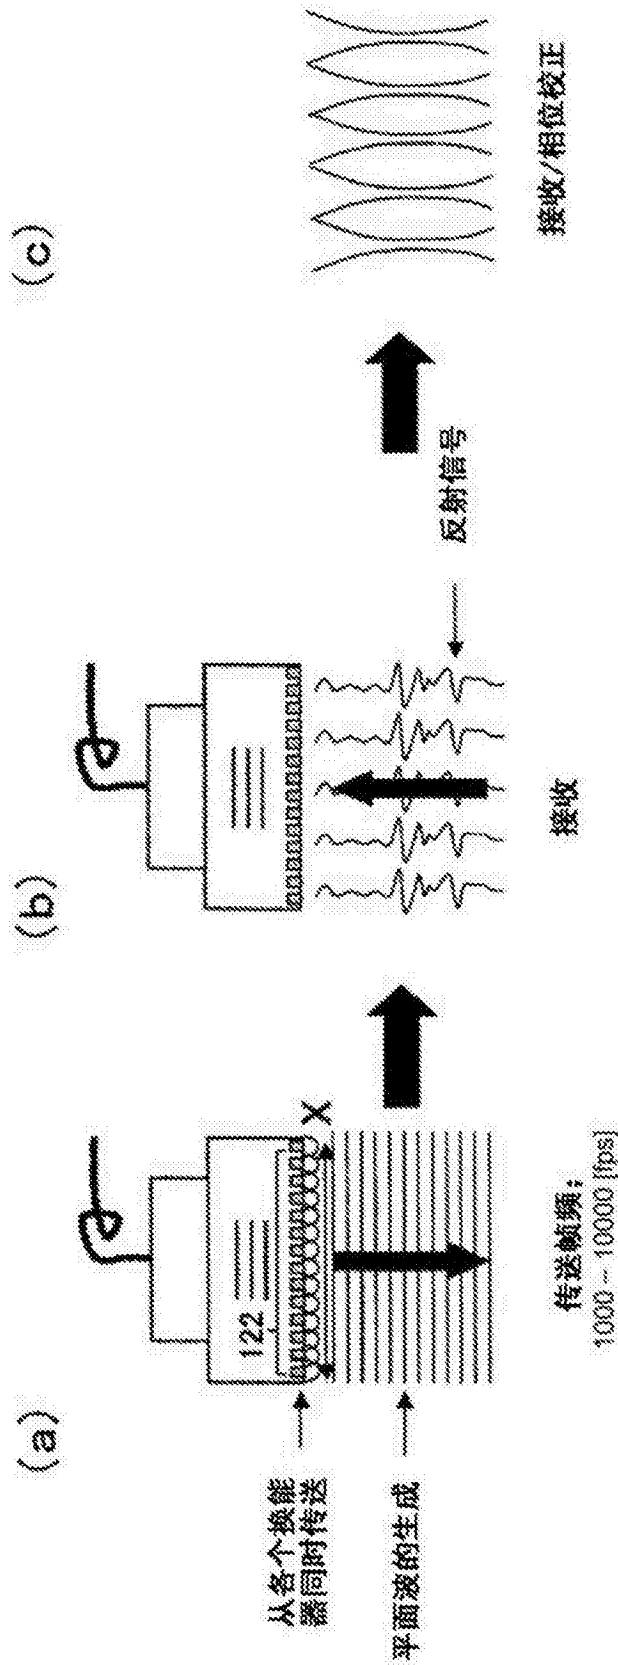 (a)
122
X
从各个换能
器同时传送
平面液的生成
传送帧频;
1000 – 10000 [fps]
(b)
反射信号
接收
(c)
接收/相位校正